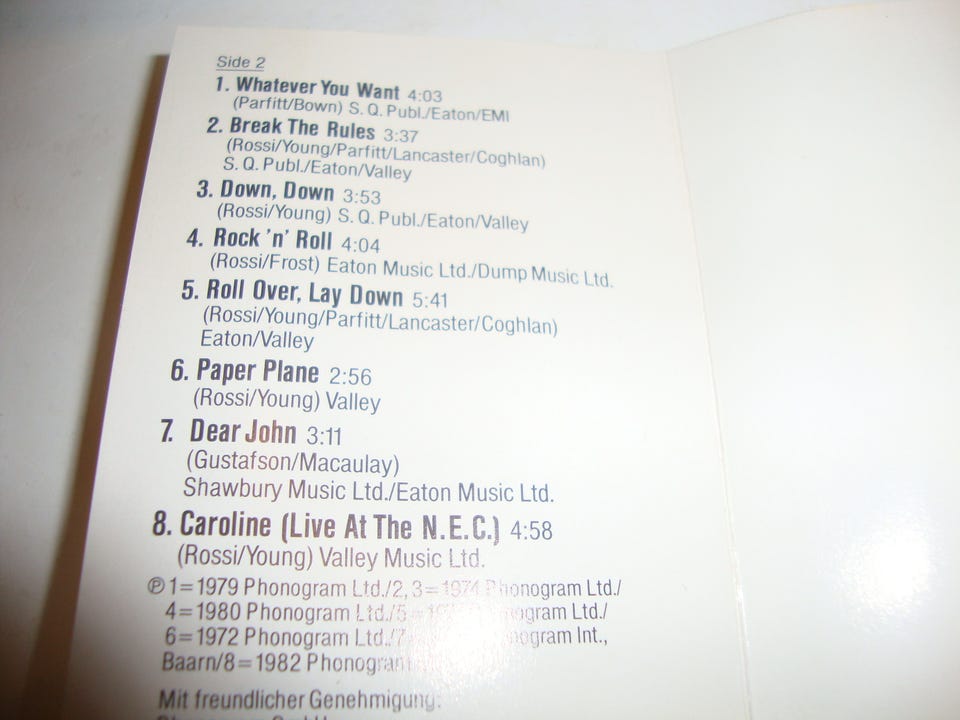 Side 2
1. Whatever You Want 4:03
(Parfitt/Bown) S. Q. Publ./Eaton/EMI
2. Break The Rules 3:37
(Rossi/Young/Parfitt/Lancaster/Coghlan)
S. Q. Publ./Eaton/Valley
3. Down, Down 3:53
(Rossi/Young) S. Q. Publ./Eaton/Valley
4. Rock 'n' Roll 4:04
(Rossi/Frost) Eaton Music Ltd./Dump Music Ltd.
5. Roll Over, Lay Down 5:41
(Rossi/Young/Parfitt/Lancaster/Coghlan)
Eaton/Valley
6. Paper Plane 2:56
(Rossi/Young) Valley
7. Dear John 3:11
(Gustafson/Macaulay)
Shawbury Music Ltd./Eaton Music Ltd.
8. Caroline (Live At The N.E.C.) 4:58
(Rossi/Young) Valley Music Ltd.
℗ 1=1979 Phonogram Ltd./2, 3=1974 Phonogram Ltd./
4=1980 Phonogram Ltd./5= Phonogram Ltd./
6=1972 Phonogram Ltd./7 Phonogram Int.,
Baarn/8=1982 Phonogram
Mit freundlicher Genehmigung: